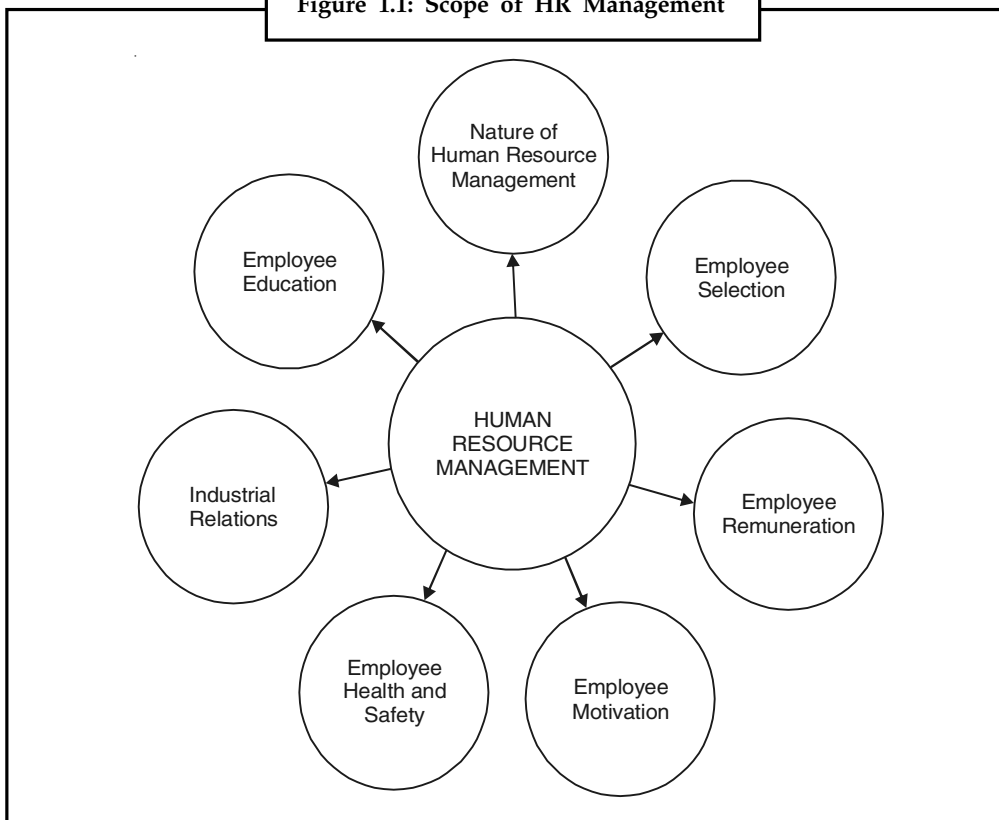 Figure 1.1: Scope of HR Management
Nature of
Human Resource
Management
Employee
Education
Employee
Selection
HUMAN
RESOURCE
MANAGEMENT
Industrial
Relations
Employee
Remuneration
Employee
Health and
Safety
Employee
Motivation